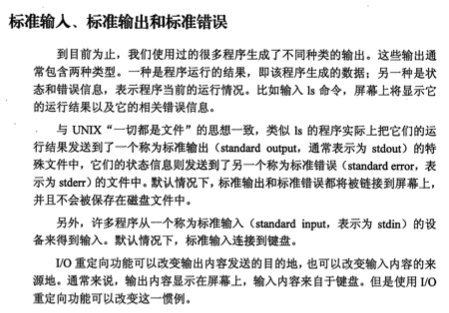 标准输入、标准输出和标准错误
到目前为止，我们使用过的很多程序生成了不同种类的输出。这些输出通
常包含两种类型。一种是程序运行的结果，即该程序生成的数据；另一种是状
态和错误信息，表示程序当前的运行情况。比如输入 ls 命令，屏幕上将显示它
的运行结果以及它的相关错误信息。
与 UNIX “一切都是文件”的思想一致，类似 ls 的程序实际上把它们的运
行结果发送到了一个称为标准输出（standard output，通常表示为 stdout）的特
殊文件中，它们的状态信息则发送到了另一个称为标准错误（standard error，表
示为 stderr）的文件中。默认情况下，标准输出和标准错误都将被链接到屏幕上，
并且不会被保存在磁盘文件中。
另外，许多程序从一个称为标准输入（standard input，表示为 stdin）的设
备来得到输入。默认情况下，标准输入连接到键盘。
I/O 重定向功能可以改变输出内容发送的目的地，也可以改变输入内容的来
源地。通常来说，输出内容显示在屏幕上，输入内容来自于键盘。但是使用 I/O
重定向功能可以改变这一惯例。